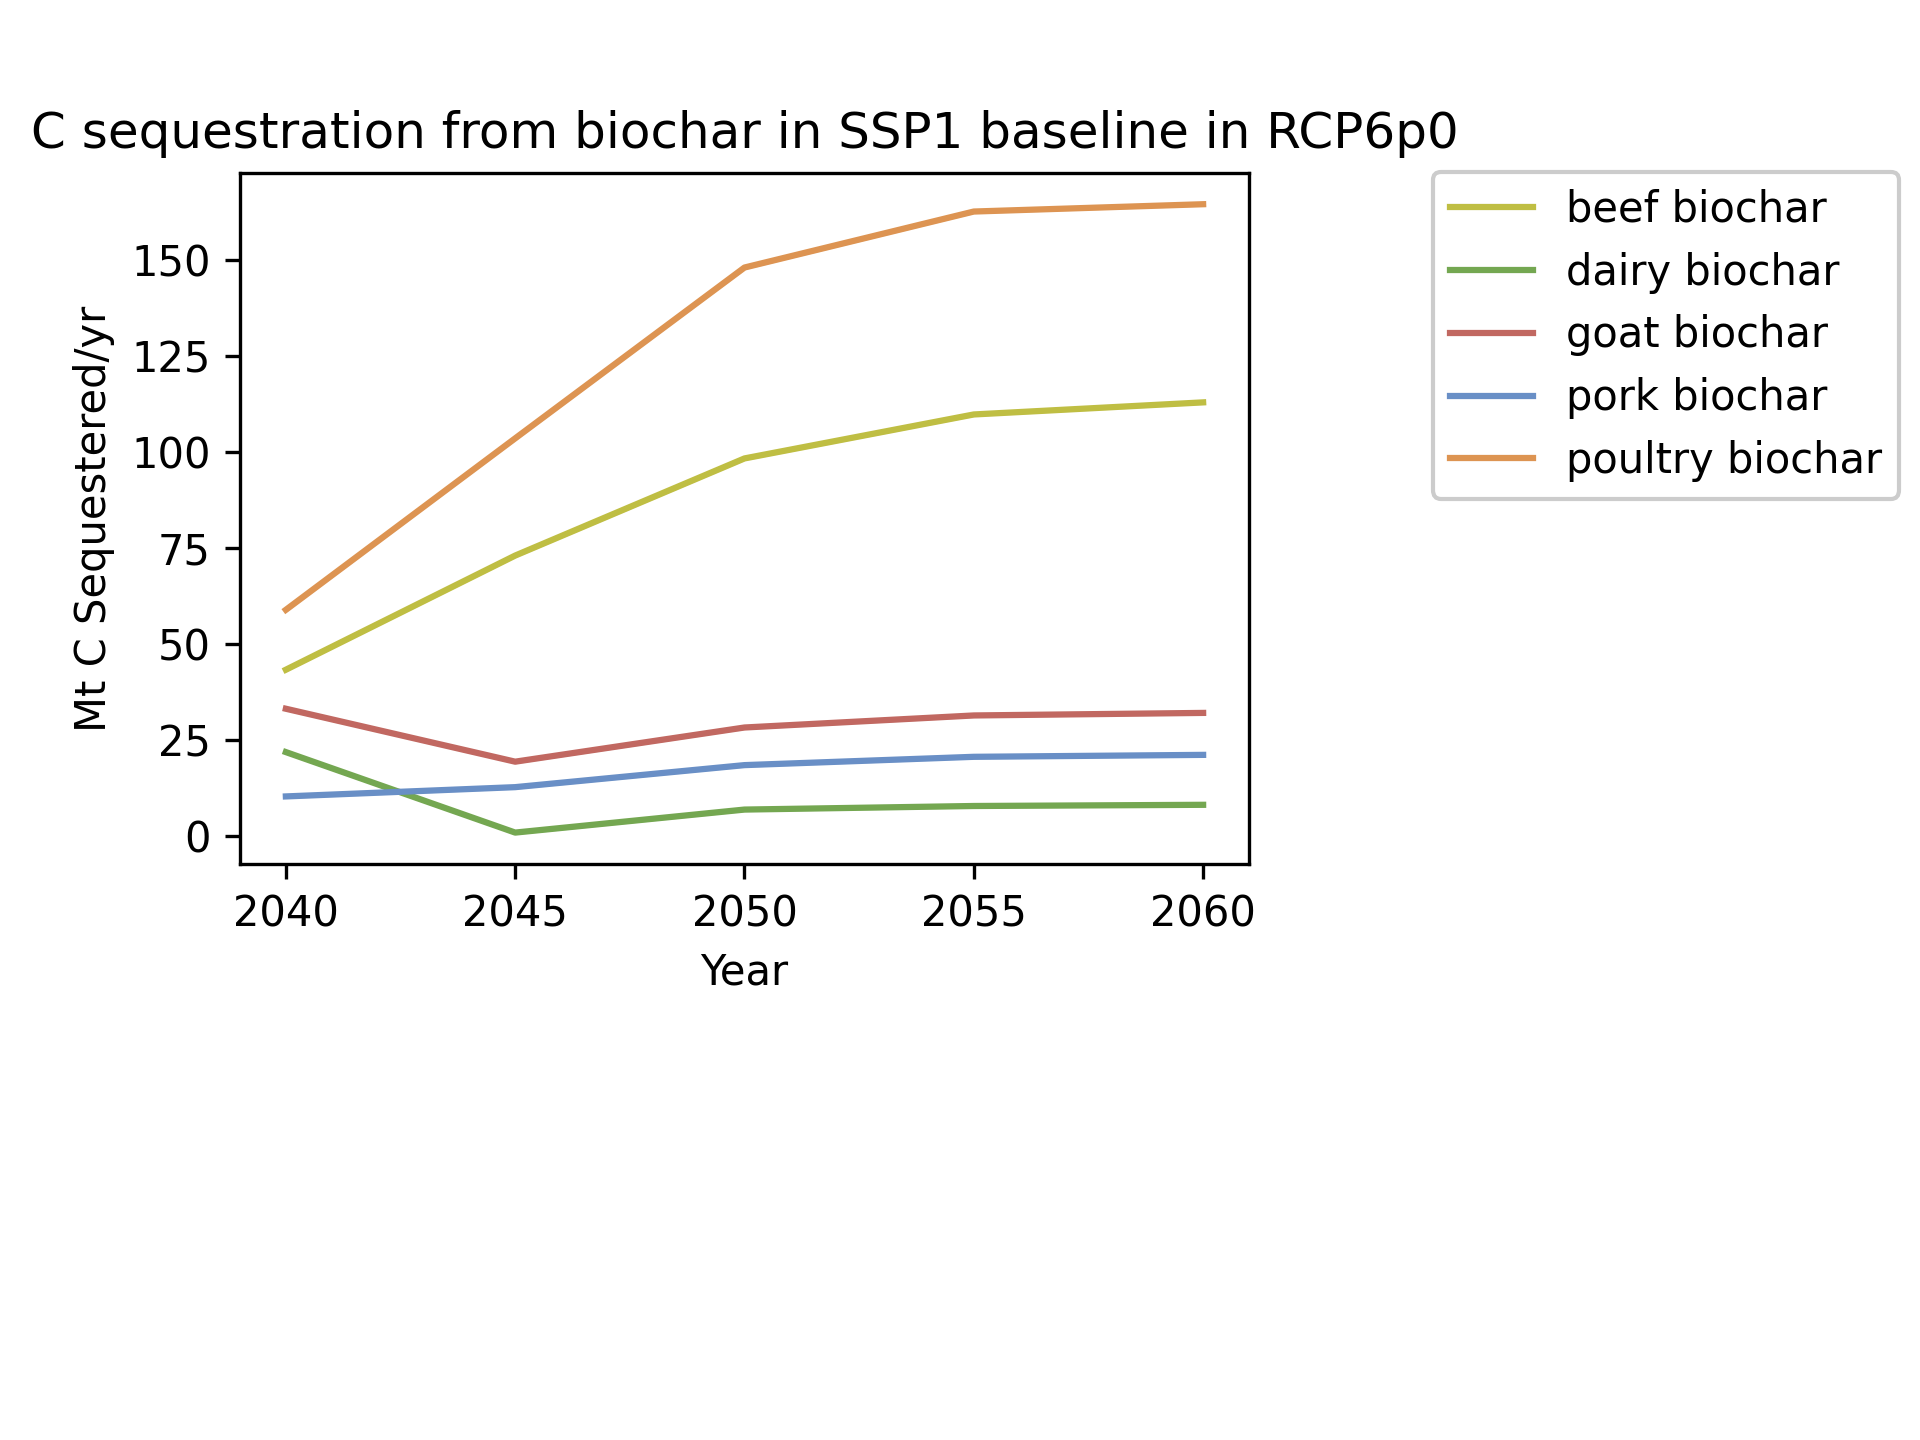 C sequestration from biochar in SSP1 baseline in RCP6p0
Mt C Sequestered/yr
150
125
100
75
50
25
0
2040 2045 2050 2055 2060
Year
beef biochar
dairy biochar
goat biochar
pork biochar
poultry biochar